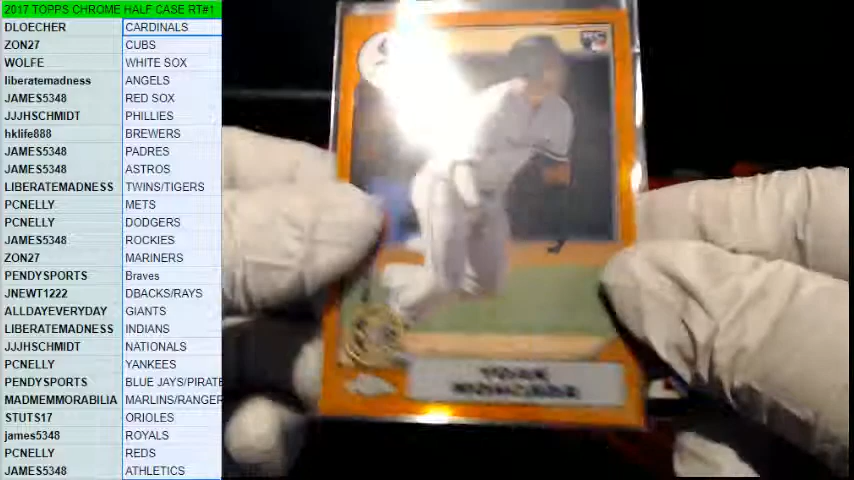 2017 TOPPS CHROME HALF CASE RT#1
DLOECHER CARDINALS
ZON27 CUBS
WOLFE WHITE SOX
liberatemadness ANGELS
JAMES5348 RED SOX
JJJHSCHMIDT PHILLIES
hklife888 BREWERS
JAMES5348 PADRES
JAMES5348 ASTROS
LIBERATEMADNESS TWINS/TIGERS
PCNELLY METS
PCNELLY DODGERS
JAMES5348 ROCKIES
ZON27 MARINERS
PENDYSPORTS Braves
JNEWT1222 DBACKS/RAYS
ALLDAYEVERYDAY GIANTS
LIBERATEMADNESS INDIANS
JJJHSCHMIDT NATIONALS
PCNELLY YANKEES
PENDYSPORTS BLUE JAYS/PIRATE
MADMEMMORABILIA MARLINS/RANGER
STUTS17 ORIOLES
james5348 ROYALS
PCNELLY REDS
JAMES5348 ATHLETICS
YOAN
MONCADA